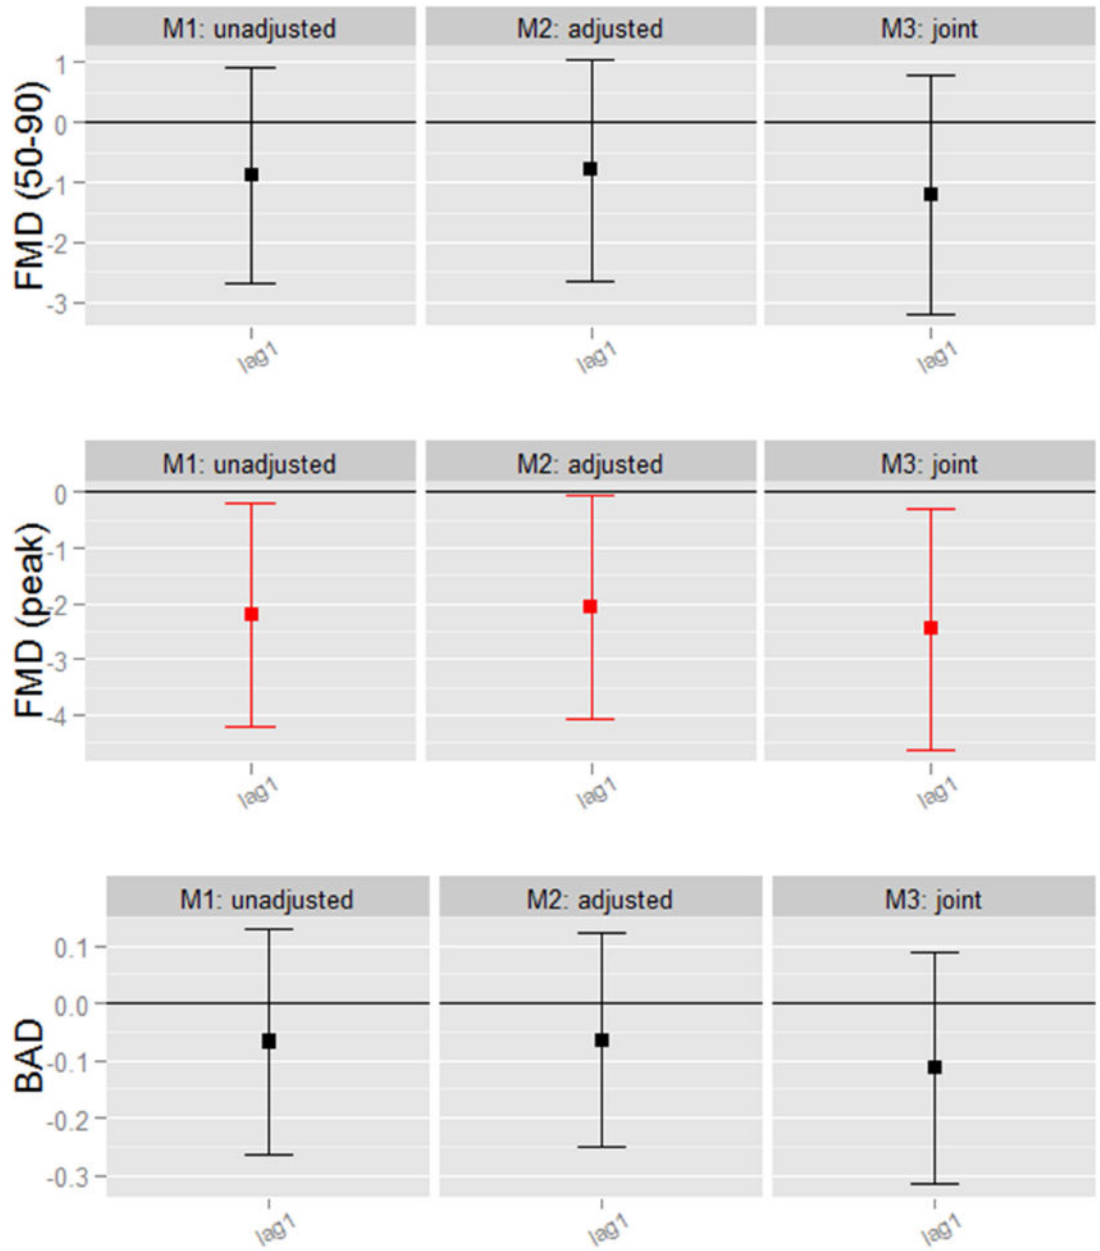 M1: unadjusted M2: adjusted M3: joint
FMD (50-90)
1
0
-1
-2
-3
lag1 lag1 lag1
M1: unadjusted M2: adjusted M3: joint
FMD (peak)
0
-1
-2
-3
-4
lag1 lag1 lag1
M1: unadjusted M2: adjusted M3: joint
BAD
0.1
0.0
-0.1
-0.2
-0.3
lag1 lag1 lag1